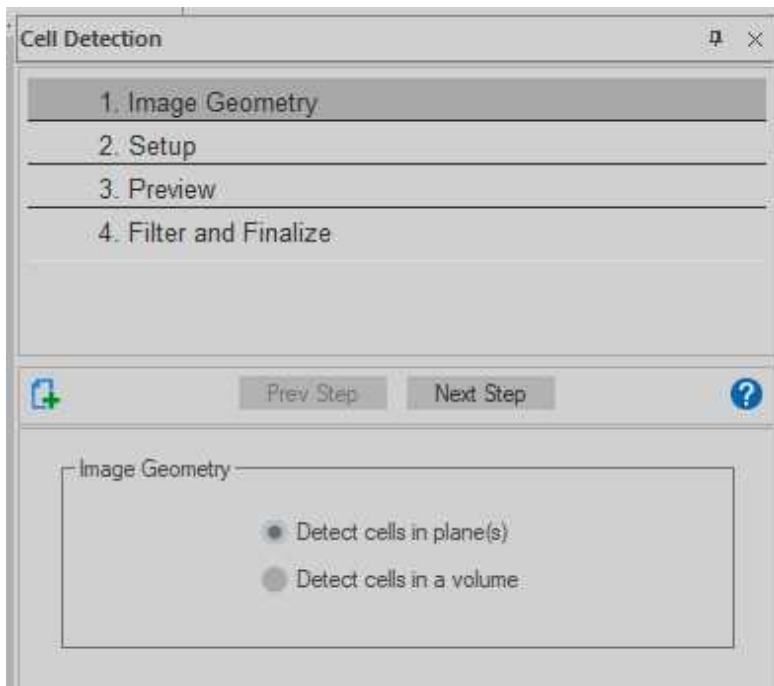 Cell Detection
1. Image Geometry
2. Setup
3. Preview
4. Filter and Finalize
Prev Step Next Step
?
Image Geometry
Detect cells in plane(s)
Detect cells in a volume